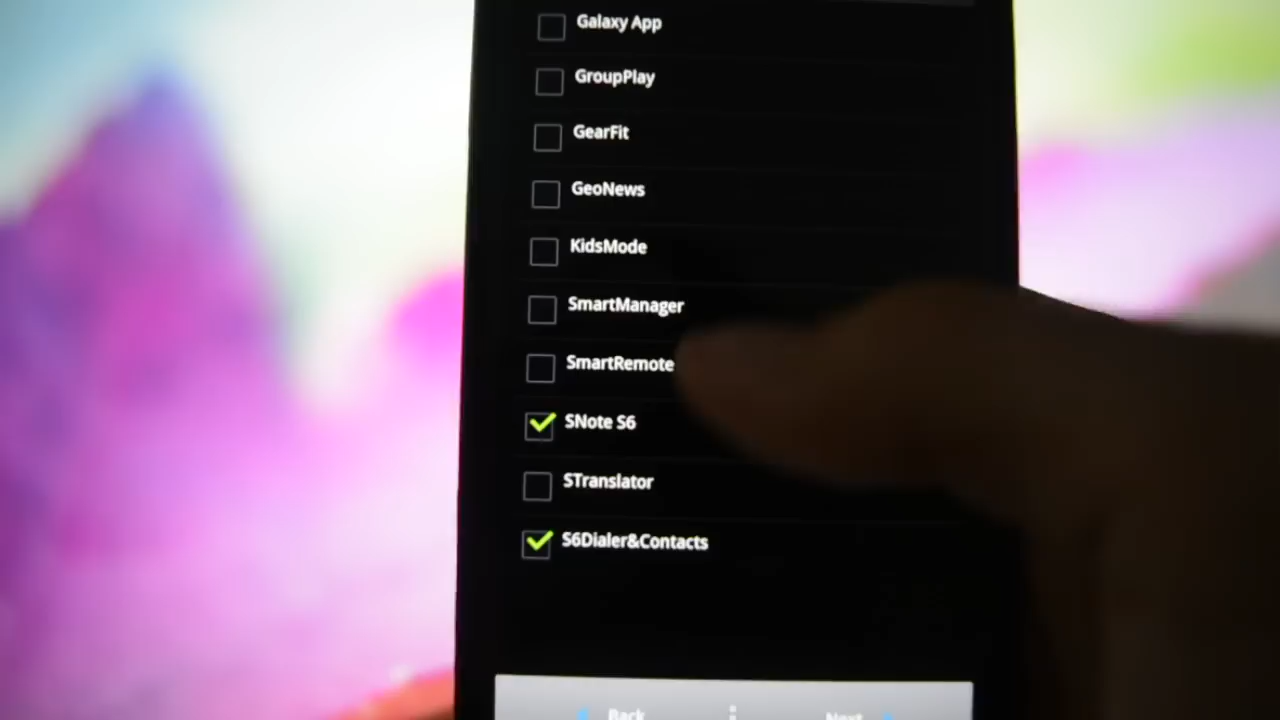 Galaxy App
GroupPlay
GearFit
GeoNews
KidsMode
SmartManager
SmartRemote
SNote S6
STranslator
S6Dialer&Contacts
Back
Next